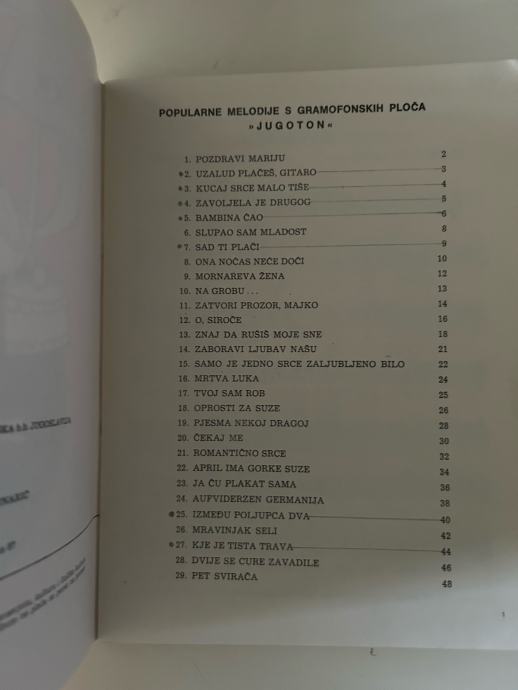 POPULARNE MELODIJE S GRAMOFONSKIH PLOČA
»JUGOTON«
1. POZDRAVI MARIJU 2
2. UZALUD PLAČEŠ, GITARO 3
3. KUCAJ SRCE MALO TIŠE 4
4. ZAVOLJELA JE DRUGOG 5
5. BAMBINA ČAO 6
6. SLUPAO SAM MLADOST 8
7. SAD TI PLAČI 9
8. ONA NOĆAS NEĆE DOĆI 10
9. MORNAREVA ŽENA 12
10. NA GROBU... 13
11. ZATVORI PROZOR, MAJKO 14
12. O, SIROČE 16
13. ZNAJ DA RUŠIŠ MOJE SNE 18
14. ZABORAVI LJUBAV NAŠU 21
15. SAMO JE JEDNO SRCE ZALJUBLJENO BILO 22
16. MRTVA LUKA 24
17. TVOJ SAM ROB 25
18. OPROSTI ZA SUZE 26
19. PJESMA NEKOJ DRAGOJ 28
20. ČEKAJ ME 30
21. ROMANTIČNO SRCE 32
22. APRIL IMA GORKE SUZE 34
23. JA ĆU PLAKAT SAMA 36
24. AUFVIDERZEN GERMANIJA 38
25. IZMEĐU POLJUPCA DVA 40
26. MRAVINJAK SELI 42
27. KJE JE TISTA TRAVA 44
28. DVIJE SE CURE ZAVADILE 46
29. PET SVIRAČA 48
1
JUGOSLAVIJA